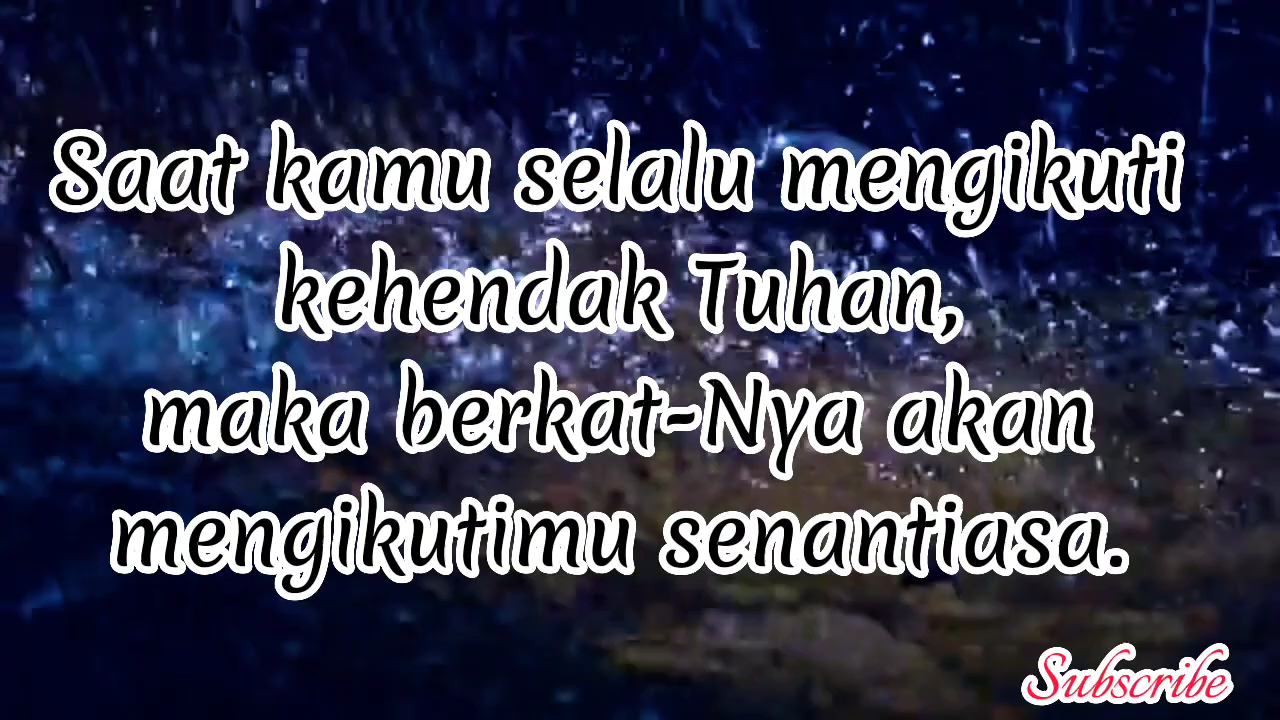 Saat kamu selalu mengikuti
kehendak Tuhan,
maka berkat-Nya akan
mengikutimu senantiasa.
Subscribe